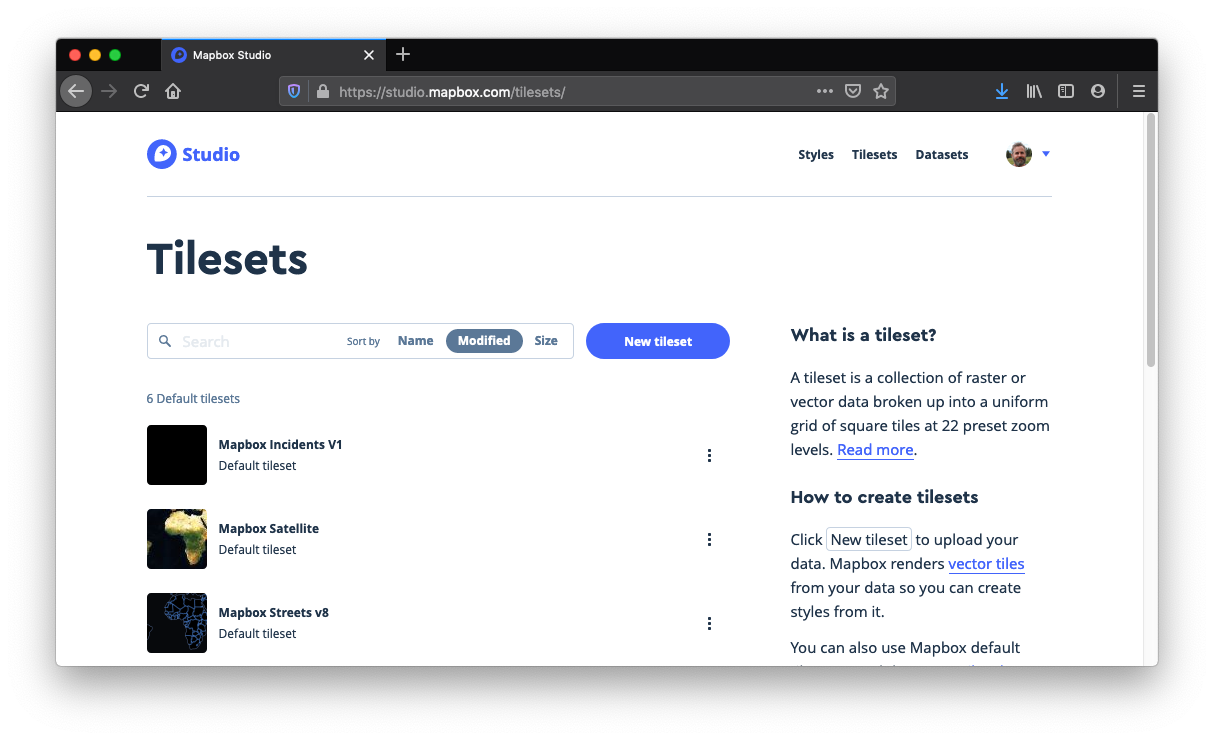 Mapbox Studio
https://studio.mapbox.com/tilesets/
Studio
Styles Tilesets Datasets
Tilesets
Search Sort by Name Modified Size New tileset
6 Default tilesets
Mapbox Incidents V1
Default tileset
Mapbox Satellite
Default tileset
Mapbox Streets v8
Default tileset
What is a tileset?
A tileset is a collection of raster or
vector data broken up into a uniform
grid of square tiles at 22 preset zoom
levels. Read more.
How to create tilesets
Click New tileset to upload your
data. Mapbox renders vector tiles
from your data so you can create
styles from it.
You can also use Mapbox default